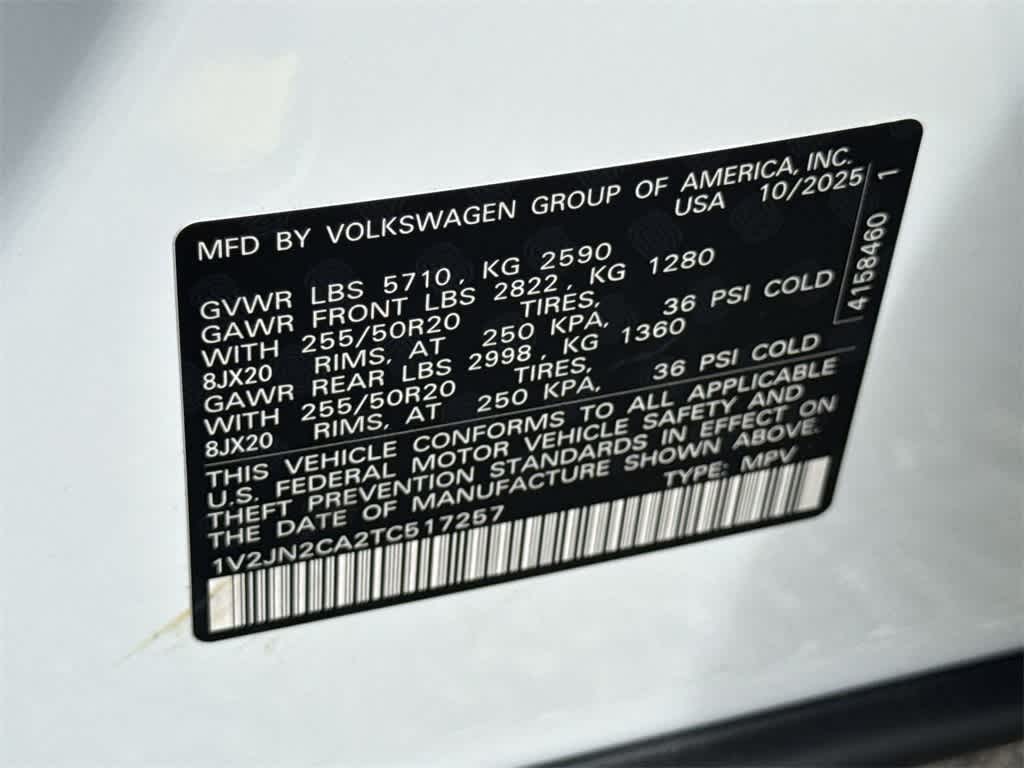 MFD BY VOLKSWAGEN GROUP OF AMERICA, INC.
USA 10/2025
GVWR LBS 5710, KG 2590
GAWR FRONT LBS 2822, KG 1280
WITH 255/50R20 TIRES,
8JX20 RIMS, AT 250 KPA, 36 PSI COLD
GAWR REAR LBS 2998, KG 1360
WITH 255/50R20 TIRES,
8JX20 RIMS, AT 250 KPA, 36 PSI COLD
THIS VEHICLE CONFORMS TO ALL APPLICABLE
U.S. FEDERAL MOTOR VEHICLE SAFETY AND
THEFT PREVENTION STANDARDS IN EFFECT ON
THE DATE OF MANUFACTURE SHOWN ABOVE.
1V2JN2CA2TC517257 TYPE: MPV
4158460 1